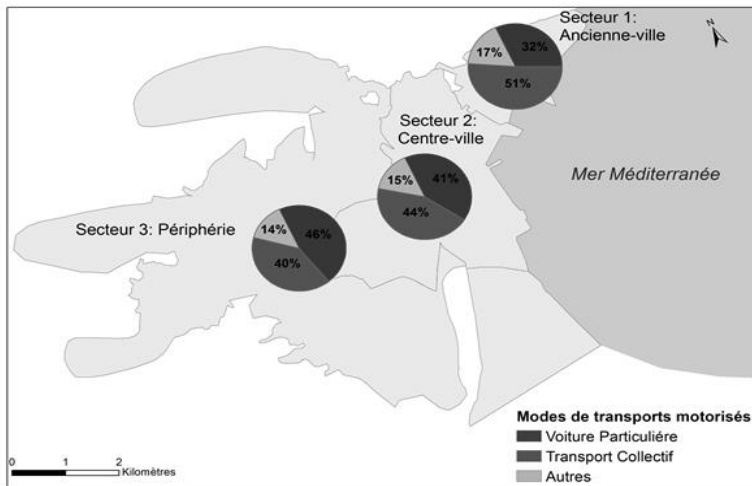 Secteur 1:
Ancienne-ville
N
17%
32%
51%
Secteur 2:
Centre-ville
15%
41%
44%
Mer Méditerranée
Secteur 3: Périphérie
14%
46%
40%
Modes de transports motorisés
Voiture Particuliére
Transport Collectif
Autres
0 1 2
Kilomètres